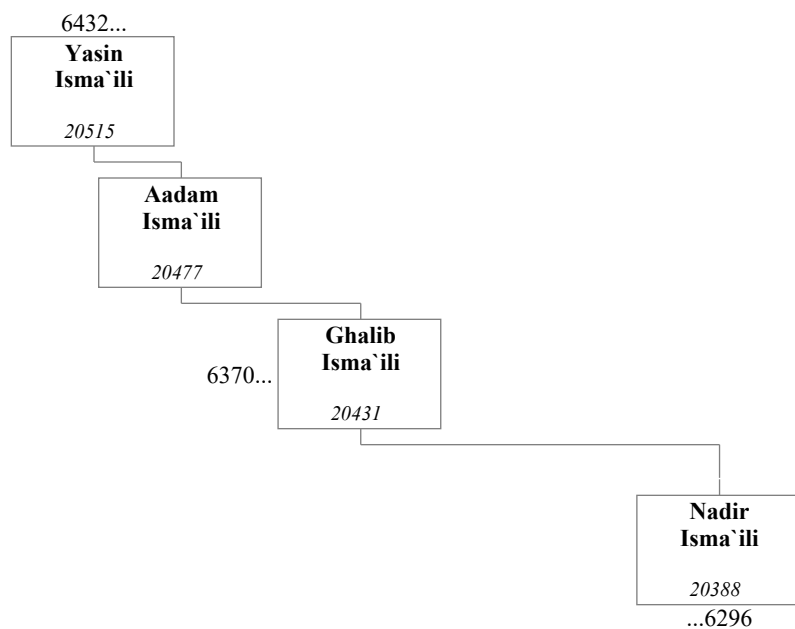 6432...
Yasin
Isma`ili
20515
Aadam
Isma`ili
20477
Ghalib
Isma`ili
6370...
20431
Nadir
Isma`ili
20388
...6296